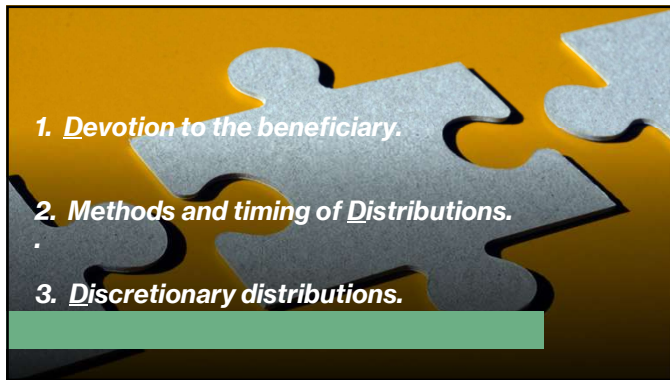 1. Devotion to the beneficiary.
2. Methods and timing of Distributions.
.
3. Discretionary distributions.